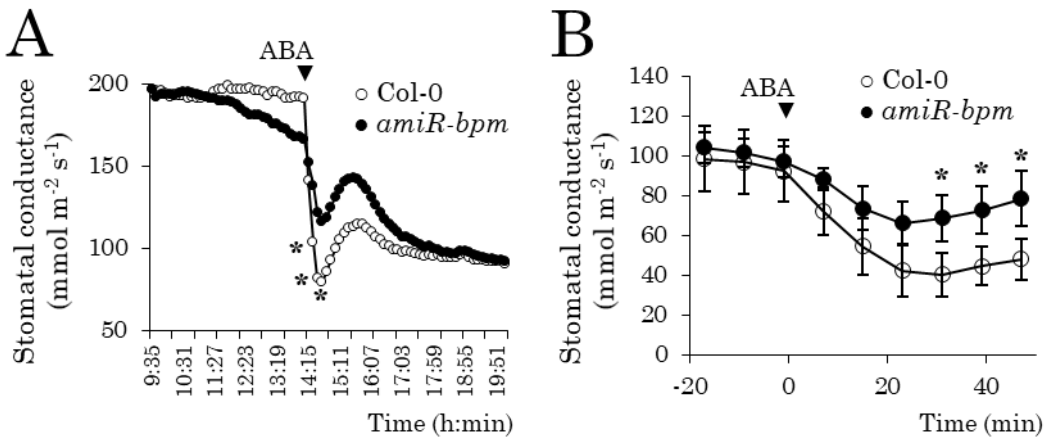 A
ABA
Col-0
amiR-bpm
Stomatal conductance
(mmol m-2 s-1)
200
150
100
50
*
*
*
9:35
10:31
11:27
12:23
13:19
14:15
15:11
16:07
17:03
17:59
18:55
19:51
Time (h:min)
B
ABA
Col-0
amiR-bpm
Stomatal conductance
(mmol m-2 s-1)
140
120
100
80
60
40
20
0
* * *
-20 0 20 40
Time (min)